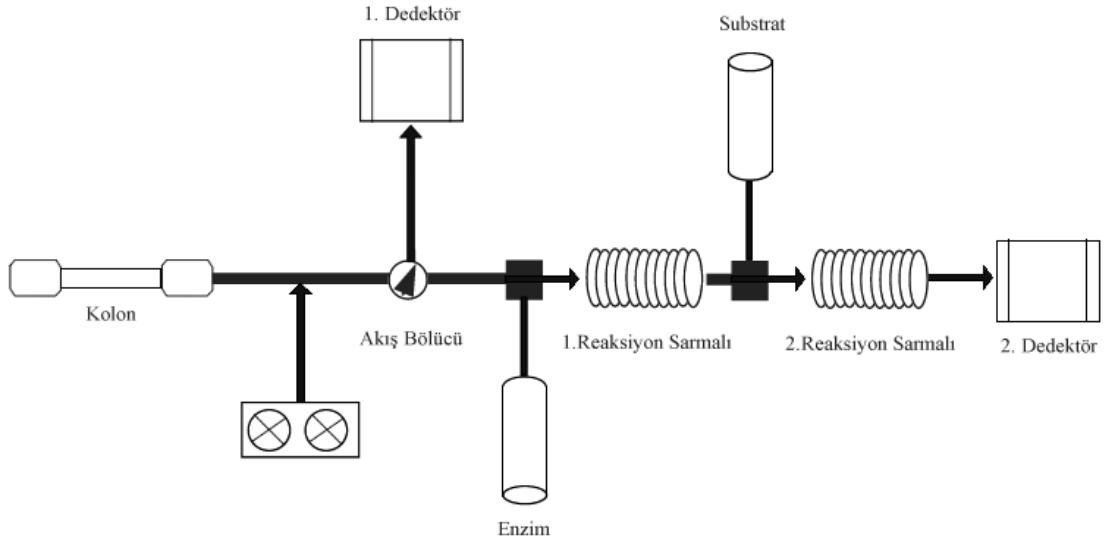 1. Dedektör
Substrat
Kolon
Akış Bölücü
1.Reaksiyon Sarmalı
2.Reaksiyon Sarmalı
2. Dedektör
Enzim